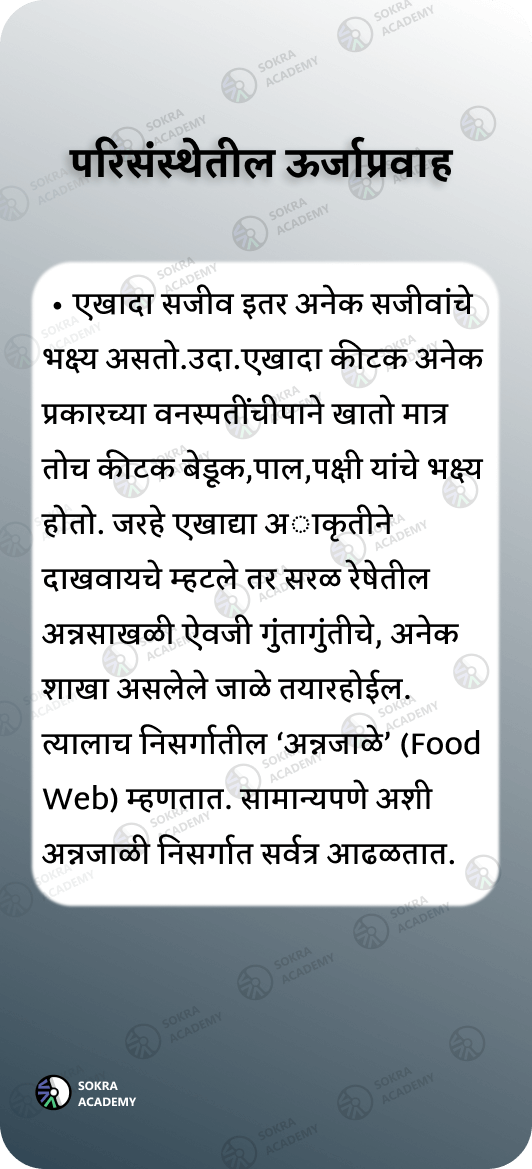 परिसंस्थेतील ऊर्जाप्रवाह
• एखादा सजीव इतर अनेक सजीवांचे
भक्ष्य असतो.उदा.एखादा कीटक अनेक
प्रकारच्या वनस्पतींचीपाने खातो मात्र
तोच कीटक बेडूक,पाल,पक्षी यांचे भक्ष्य
होतो. जरहे एखाद्या अाकृतीने
दाखवायचे म्हटले तर सरळ रेषेतील
अन्नसाखळी ऐवजी गुंतागुंतीचे, अनेक
शाखा असलेले जाळे तयारहोईल.
त्यालाच निसर्गातील ‘अन्नजाळे’ (Food
Web) म्हणतात. सामान्यपणे अशी
अन्नजाळी निसर्गात सर्वत्र आढळतात.
SOKRA
ACADEMY